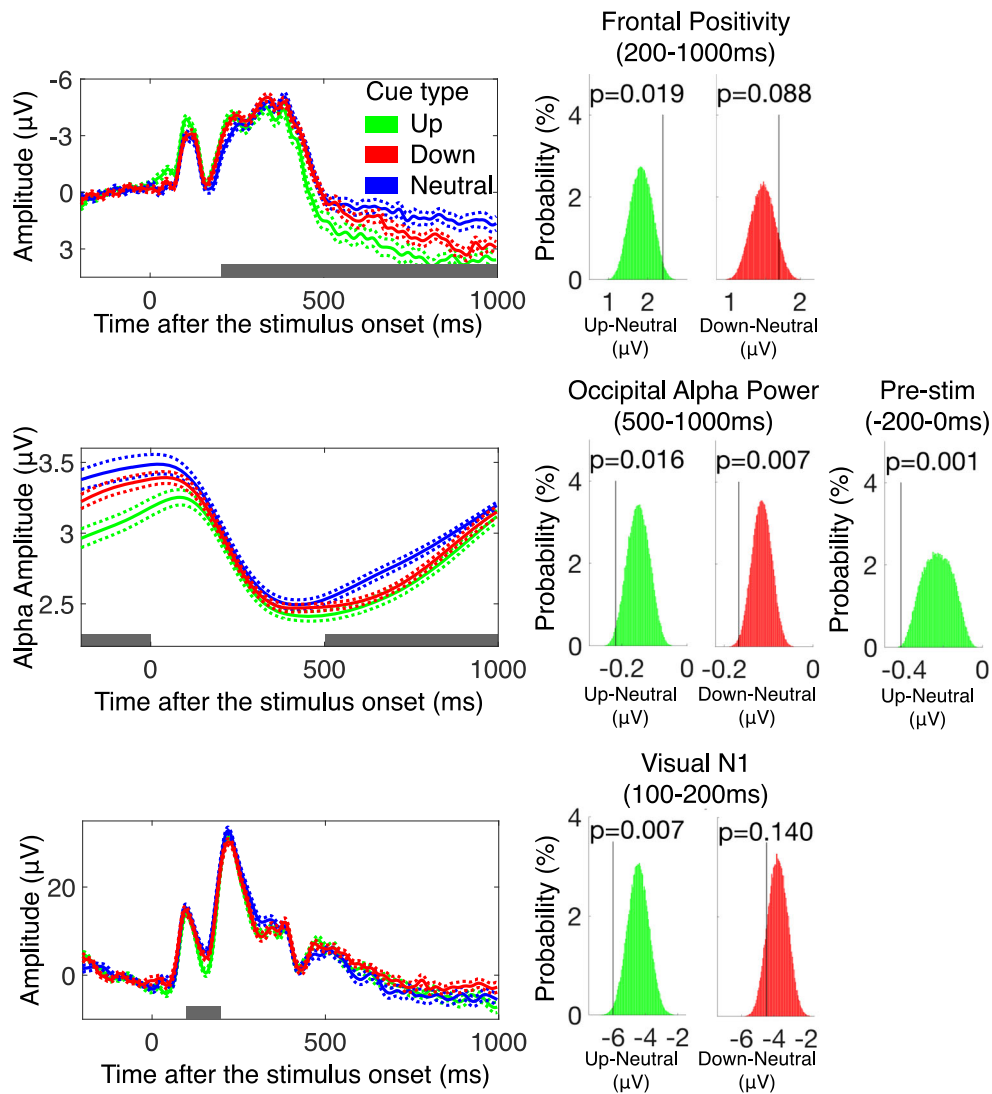 Frontal Positivity
(200-1000ms)
-6
-3
0
3
Amplitude (µV)
Cue type
Up
Down
Neutral
0
500
1000
Time after the stimulus onset (ms)
Probability (%)
4
2
0
p=0.019
p=0.088
1
2
1
2
Up-Neutral
(µV)
Down-Neutral
(µV)
Occipital Alpha Power
(500-1000ms)
Pre-stim
(-200-0ms)
3.5
3
2.5
Alpha Amplitude (µV)
0
500
1000
Time after the stimulus onset (ms)
Probability (%)
4
2
0
p=0.016
p=0.007
-0.2
0
-0.2
0
Up-Neutral
(µV)
Down-Neutral
(µV)
Probability (%)
4
2
0
p=0.001
-0.4
0
Up-Neutral
(µV)
Visual N1
(100-200ms)
20
0
Amplitude (µV)
0
500
1000
Time after the stimulus onset (ms)
Probability (%)
4
2
0
p=0.007
p=0.140
-6
-4
-2
-6
-4
-2
Up-Neutral
(µV)
Down-Neutral
(µV)